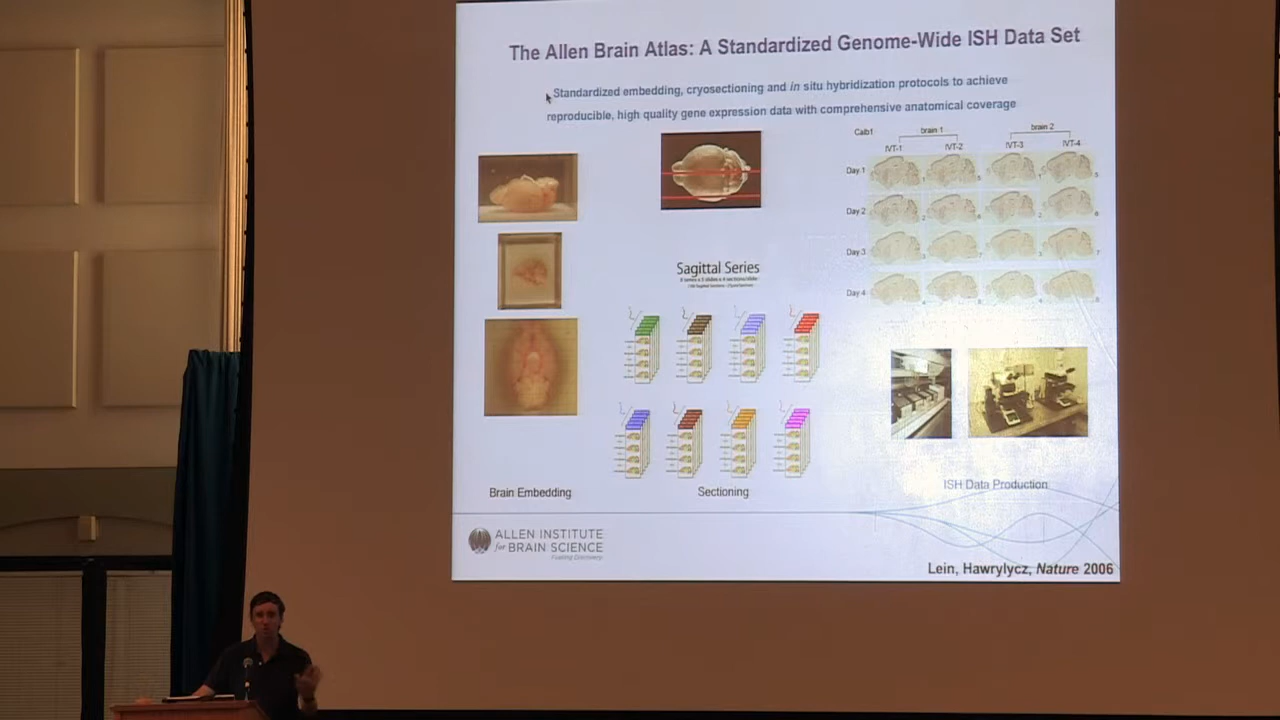 The Allen Brain Atlas: A Standardized Genome-Wide ISH Data Set
Standardized embedding, cryosectioning and in situ hybridization protocols to achieve
reproducible, high quality gene expression data with comprehensive anatomical coverage
Calb1
brain 1
brain 2
IVT-1
IVT-2
IVT-3
IVT-4
Day 1
Day 2
Day 3
Day 4
Sagittal Series
Brain Embedding
Sectioning
ISH Data Production
ALLEN INSTITUTE
for BRAIN SCIENCE
Fueling Discovery
Lein, Hawrylycz, Nature 2006